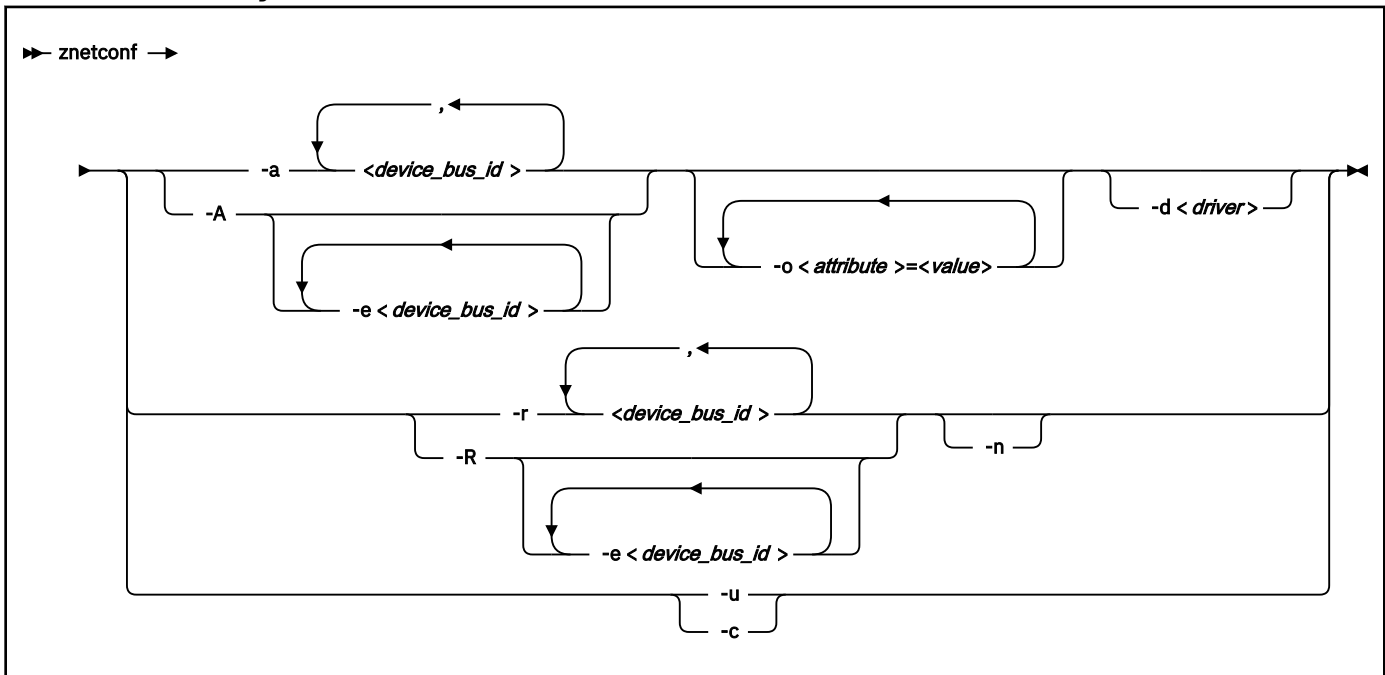 znetconf
,
-a <device_bus_id >
-A
-d < driver >
-o < attribute >=<value>
-e < device_bus_id >
,
-r <device_bus_id >
-n
-R
-e < device_bus_id >
-u
-c